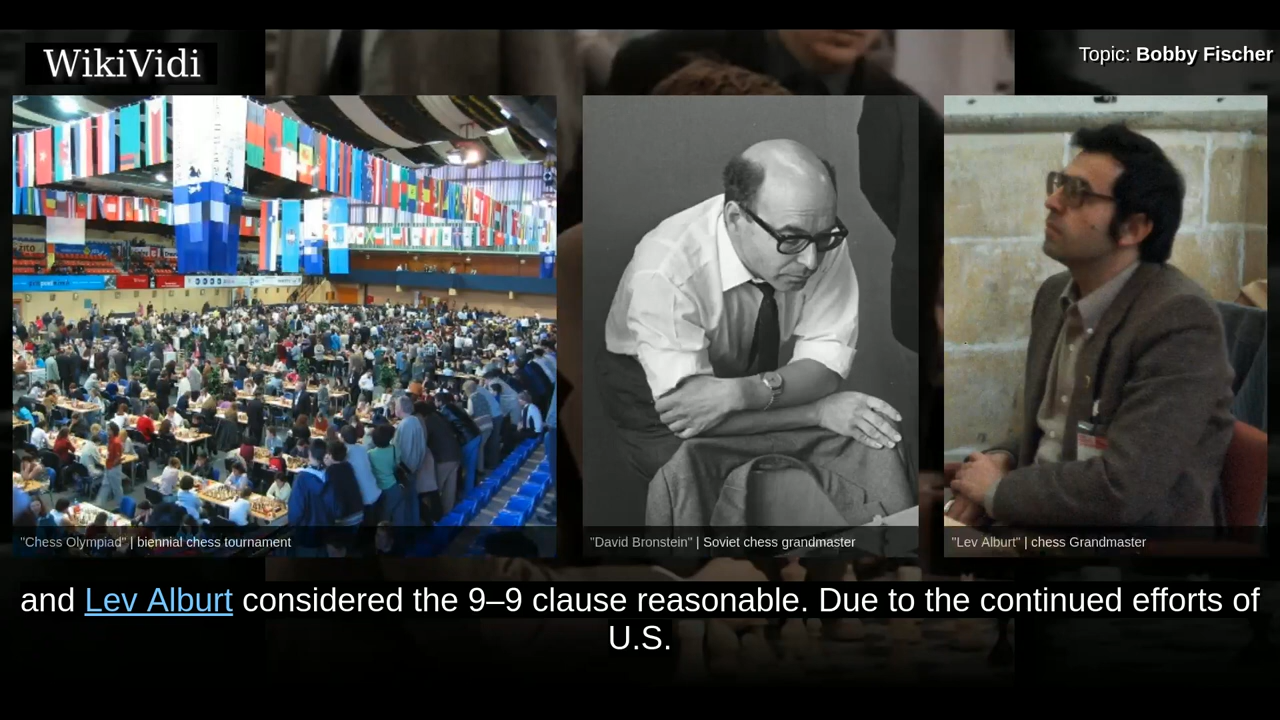 WikiVidi
Topic: Bobby Fischer
"Chess Olympiad" | biennial chess tournament
"David Bronstein" | Soviet chess grandmaster
"Lev Alburt" | chess Grandmaster
and Lev Alburt considered the 9–9 clause reasonable. Due to the continued efforts of
U.S.